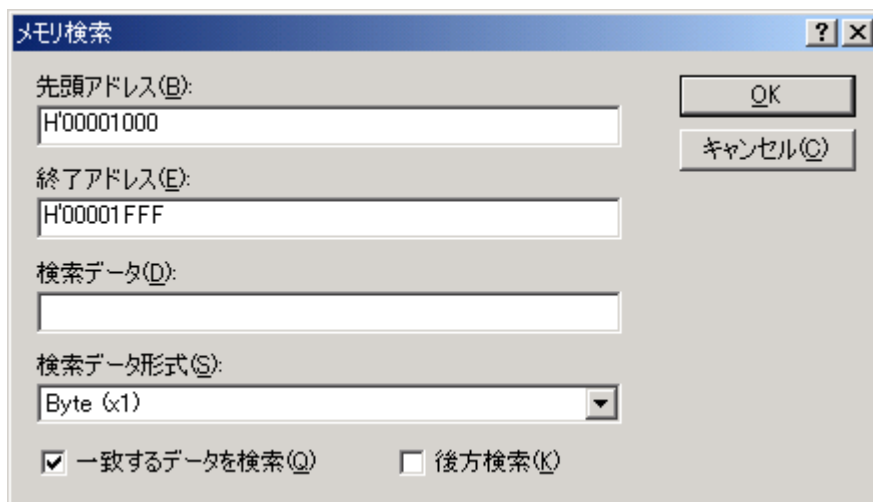 メモリ検索
先頭アドレス(B):
H'00001000
終了アドレス(E):
H'00001FFF
検索データ(D):
検索データ形式(S):
Byte (x1)
一致するデータを検索(Q)
後方検索(K)
OK
キャンセル(C)